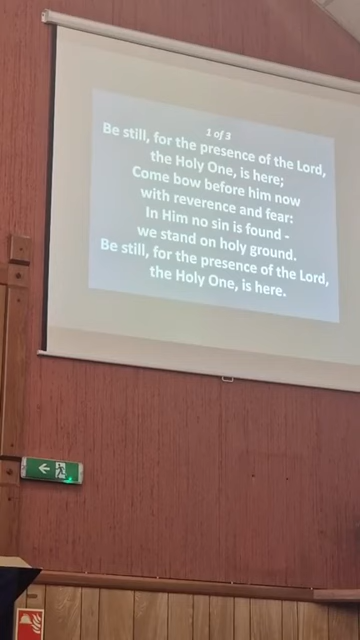 1 of 3
Be still, for the presence of the Lord,
the Holy One, is here;
Come bow before him now
with reverence and fear:
In Him no sin is found -
we stand on holy ground.
Be still, for the presence of the Lord,
the Holy One, is here.